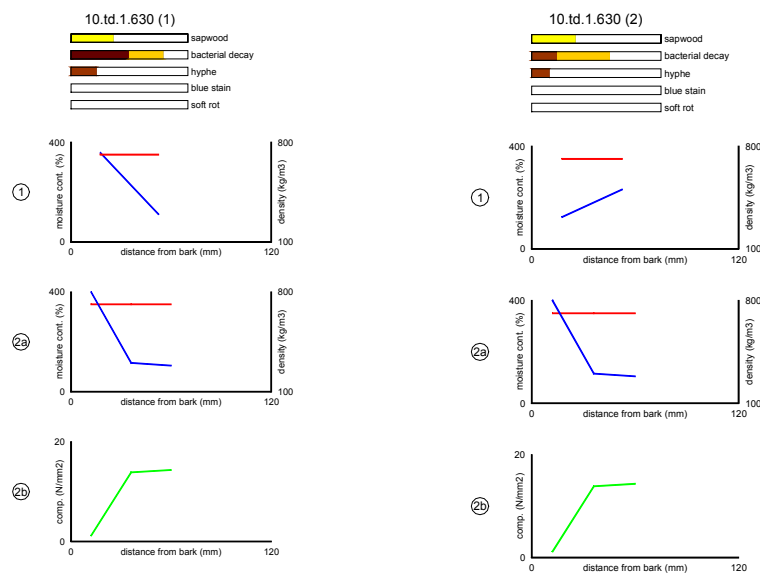 10.td.1.630 (1)
sapwood
bacterial decay
hyphe
blue stain
soft rot
1
400
moisture cont. (%)
0
800
density (kg/m3)
100
0
distance from bark (mm)
120
2a
400
moisture cont. (%)
0
800
density (kg/m3)
100
0
distance from bark (mm)
120
2b
20
comp. (N/mm2)
0
0
distance from bark (mm)
120
10.td.1.630 (2)
sapwood
bacterial decay
hyphe
blue stain
soft rot
1
400
moisture cont. (%)
0
800
density (kg/m3)
100
0
distance from bark (mm)
120
2a
400
moisture cont. (%)
0
800
density (kg/m3)
100
0
distance from bark (mm)
120
2b
20
comp. (N/mm2)
0
0
distance from bark (mm)
120